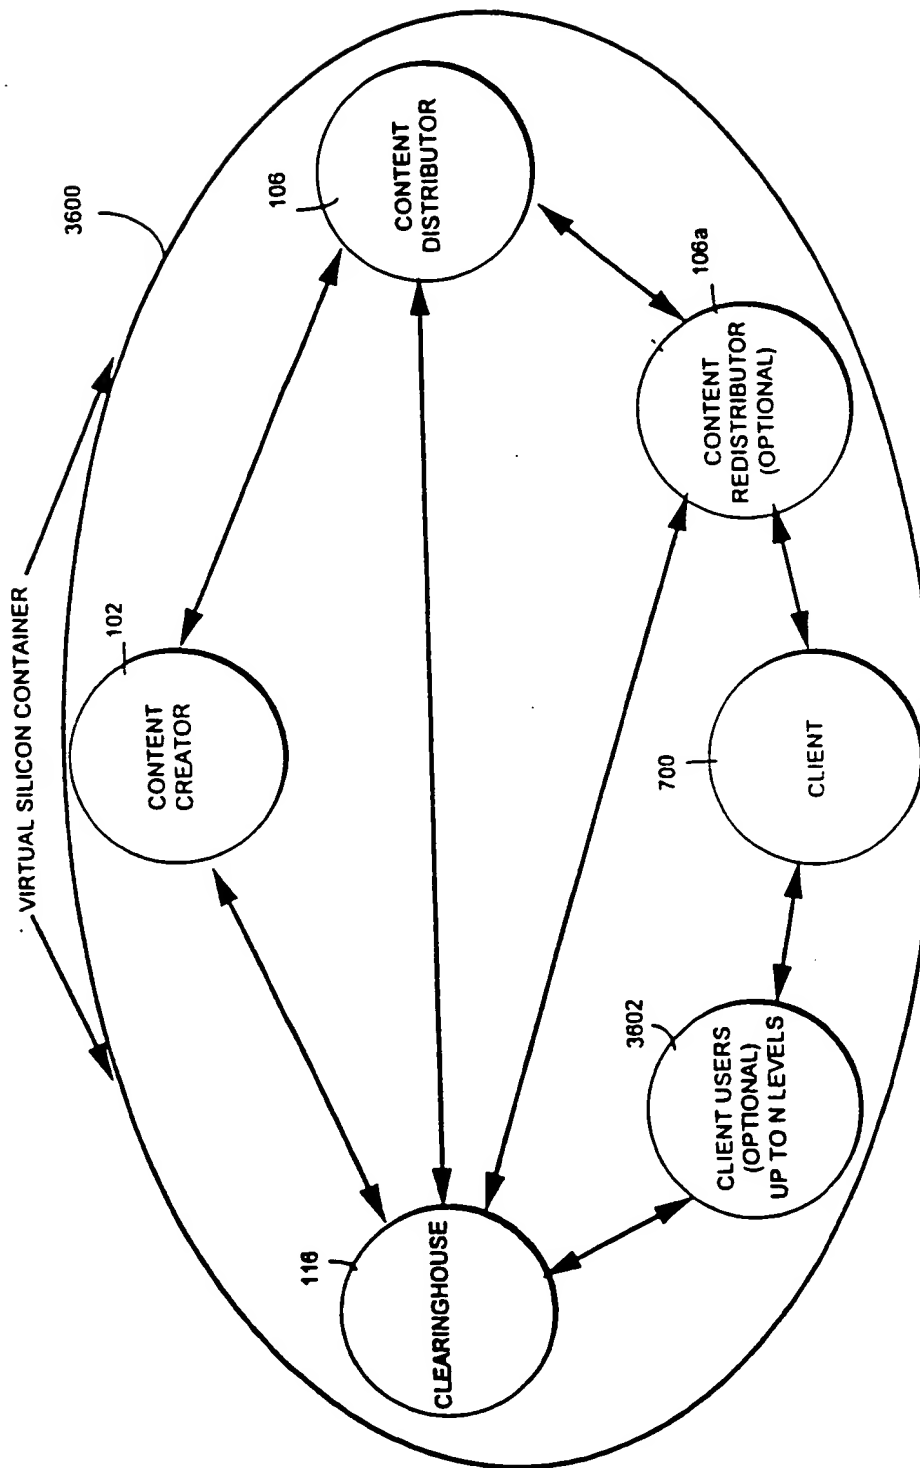 VIRTUAL SILICON CONTAINER
3600
102
CONTENT
CREATOR
106
CONTENT
DISTRIBUTOR
116
CLEARINGHOUSE
106a
CONTENT
REDISTRIBUTOR
(OPTIONAL)
3602
CLIENT USERS
(OPTIONAL)
UP TO N LEVELS
700
CLIENT